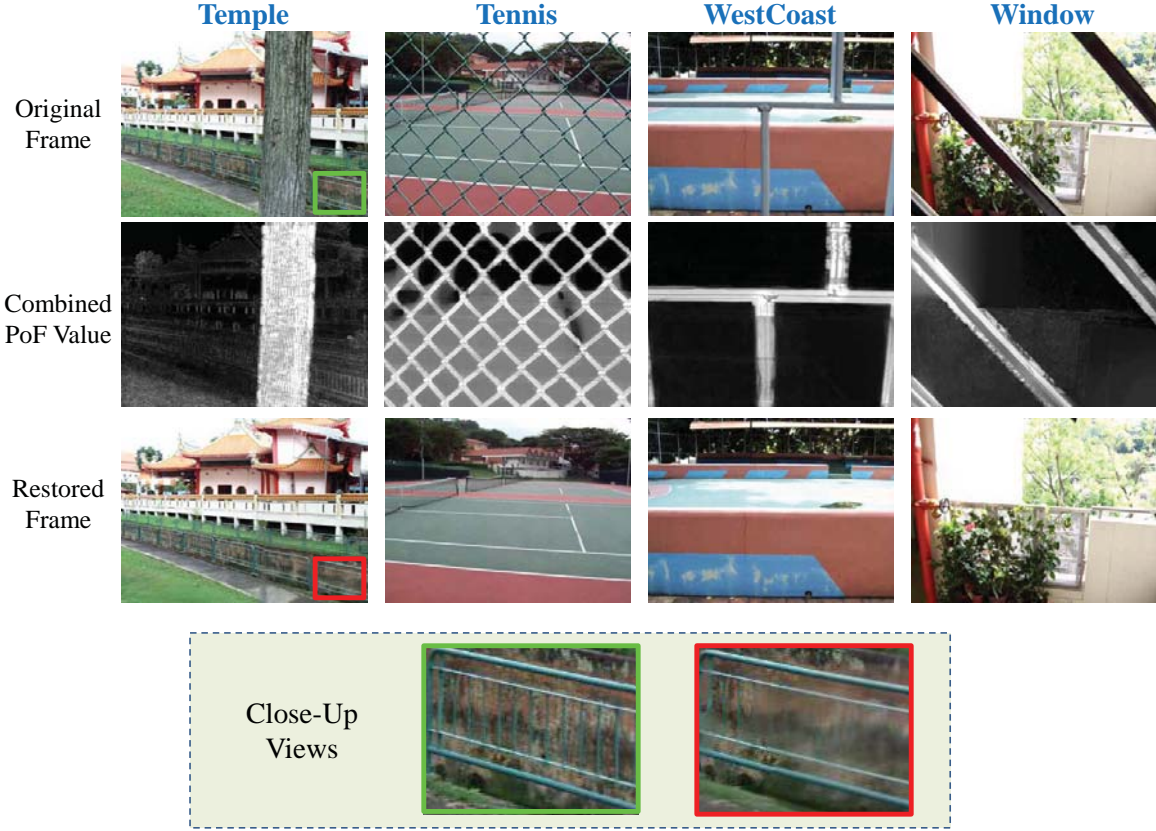 Temple Tennis WestCoast Window
Original
Frame
Combined
PoF Value
Restored
Frame
Close-Up
Views